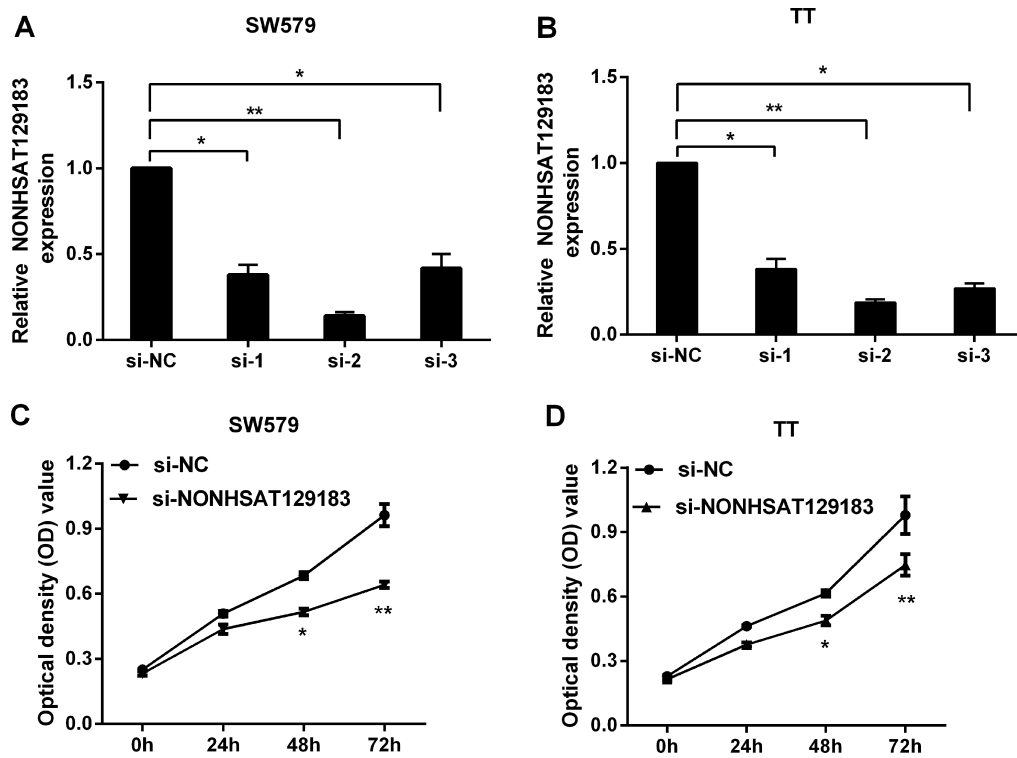 A
SW579
Relative NONHSAT129183
expression
1.5
1.0
0.5
0.0
*
**
*
si-NC si-1 si-2 si-3
B
TT
Relative NONHSAT129183
expression
1.5
1.0
0.5
0.0
*
**
*
si-NC si-1 si-2 si-3
C
SW579
Optical density (OD) value
1.2
0.9
0.6
0.3
0.0
si-NC
si-NONHSAT129183
*
**
0h 24h 48h 72h
D
TT
Optical density (OD) value
1.2
0.9
0.6
0.3
0.0
si-NC
si-NONHSAT129183
*
**
0h 24h 48h 72h